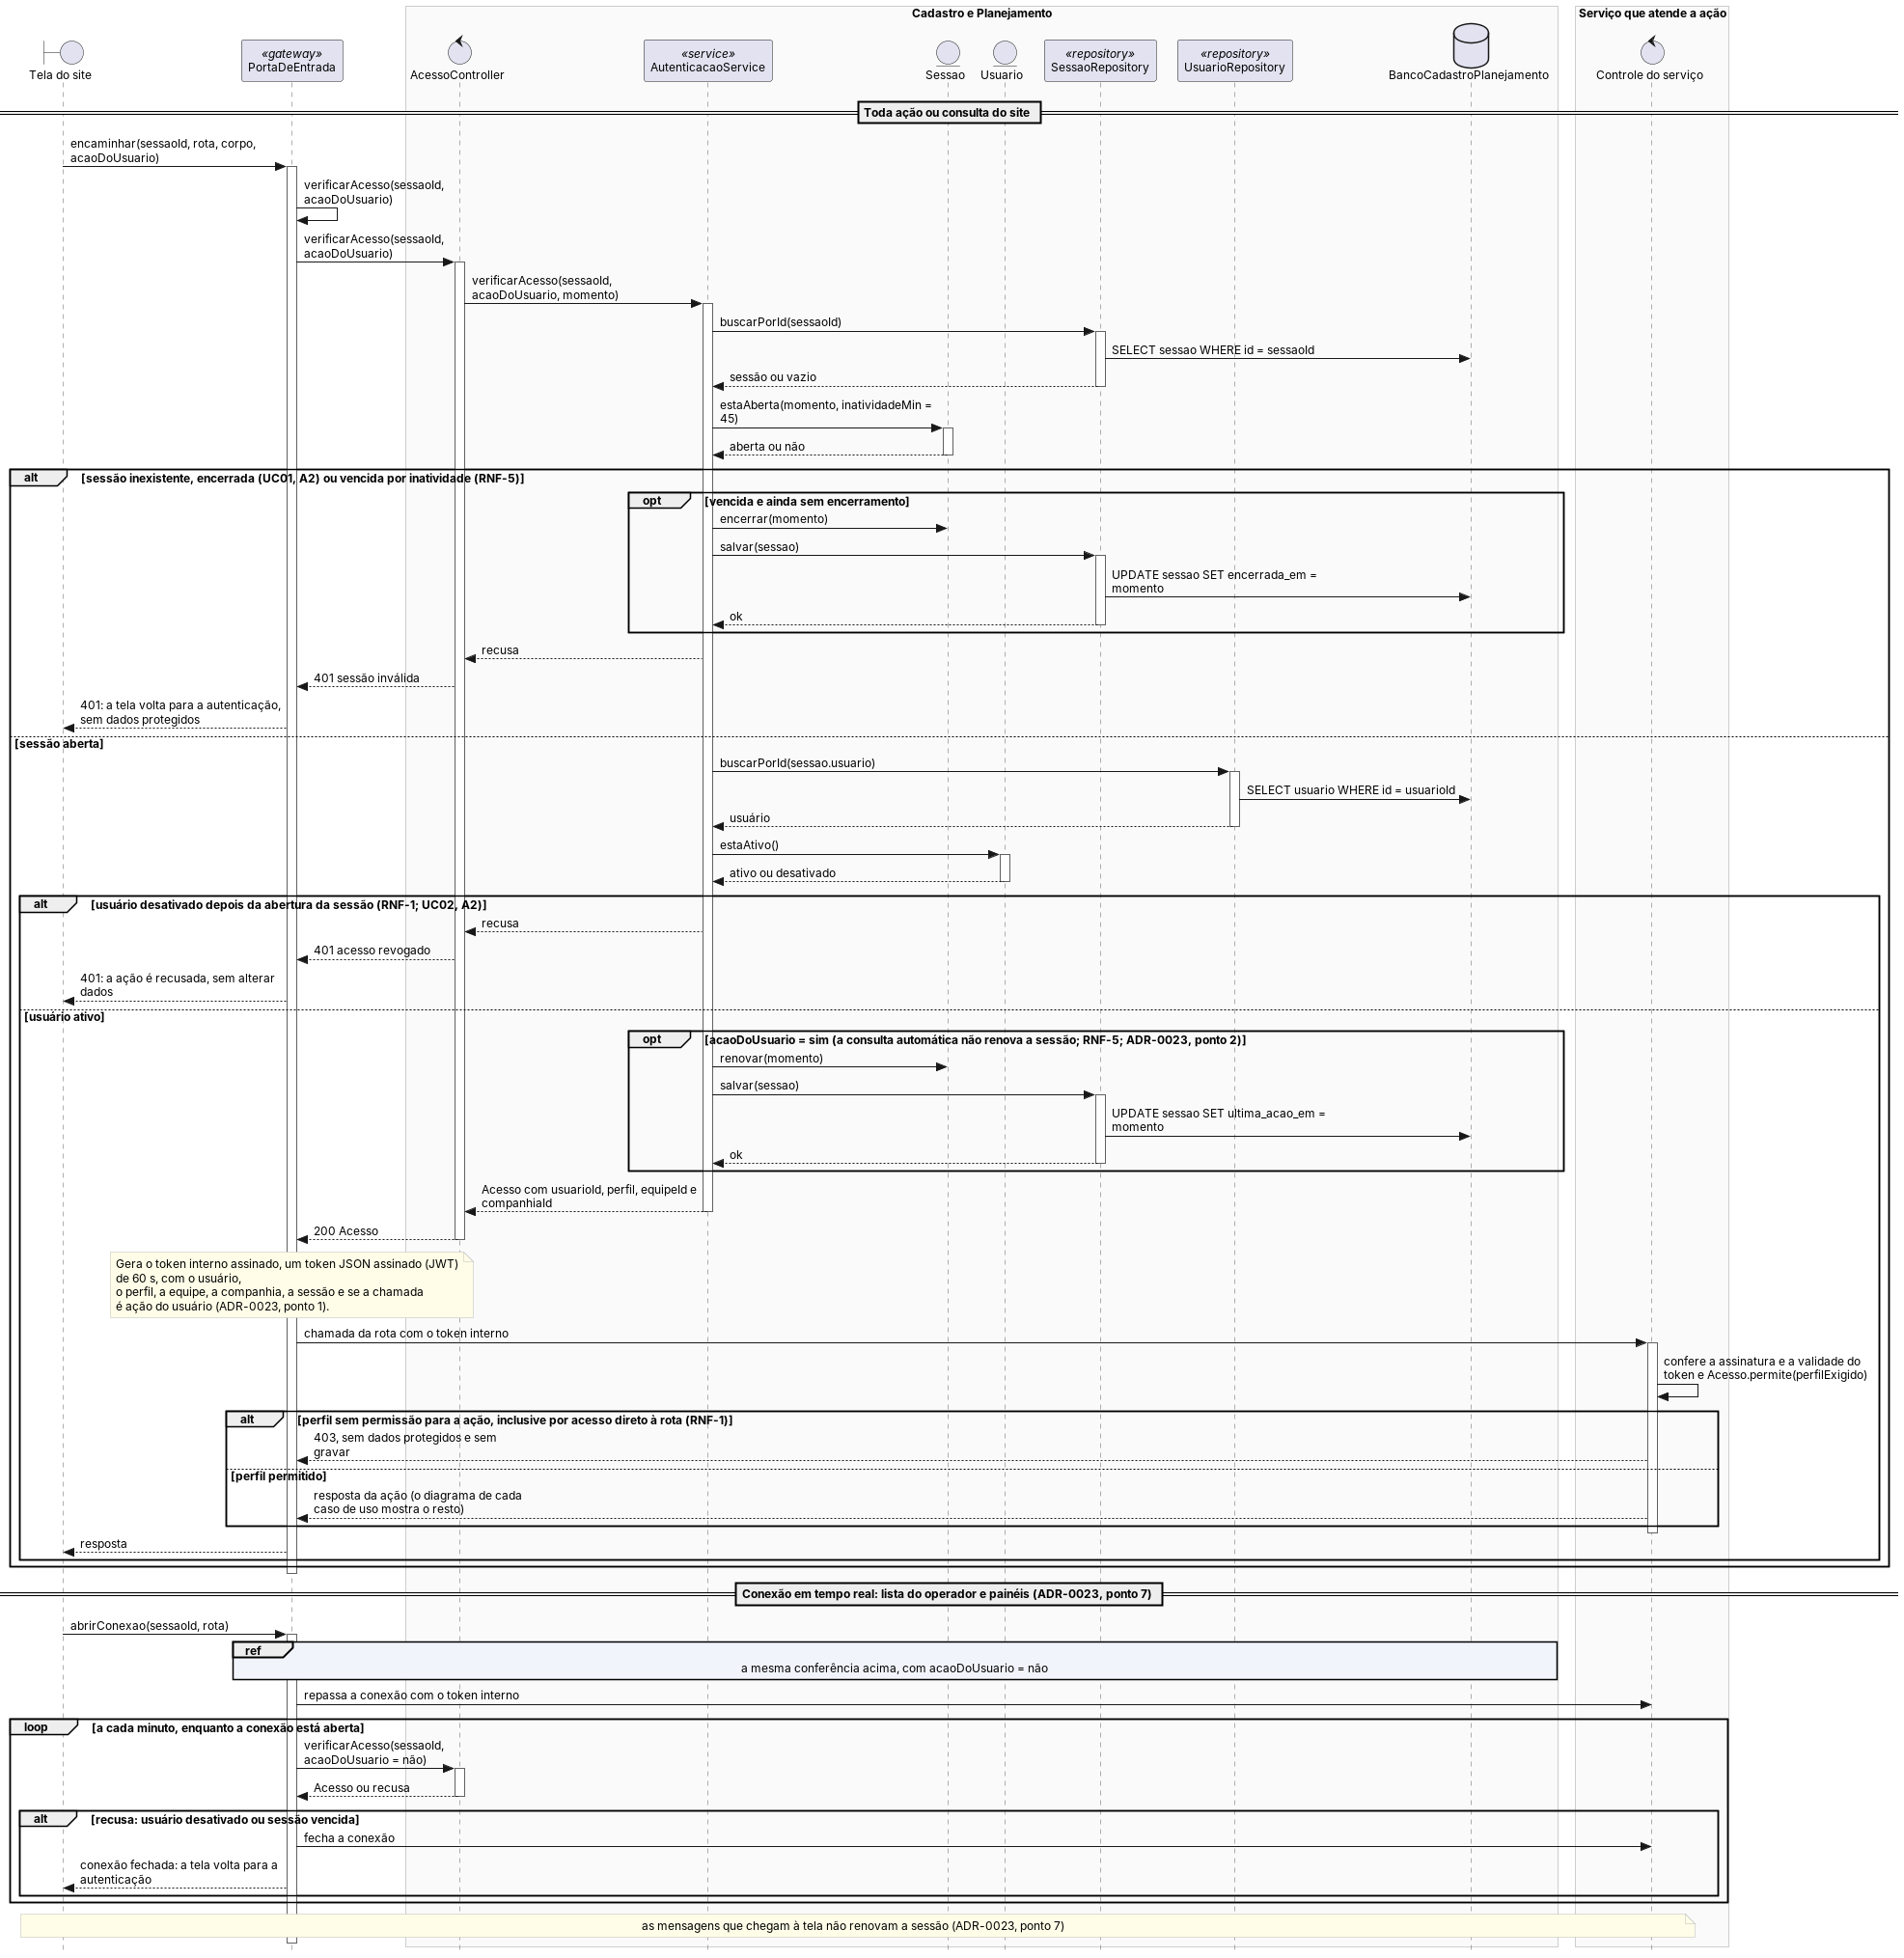 Cadastro e Planejamento
Serviço que atende a ação
Tela do site
«gateway»
PortaDeEntrada
AcessoController
«service»
AutenticacaoService
Sessao
Usuario
«repository»
SessaoRepository
«repository»
UsuarioRepository
BancoCadastroPlanejamento
Controle do serviço
Toda ação ou consulta do site
encaminhar(sessaoId, rota, corpo,
acaoDoUsuario)
verificarAcesso(sessaoId,
acaoDoUsuario)
verificarAcesso(sessaoId,
acaoDoUsuario)
verificarAcesso(sessaoId,
acaoDoUsuario, momento)
buscarPorId(sessaoId)
SELECT sessao WHERE id = sessaoId
sessão ou vazio
estaAberta(momento, inatividadeMin =
45)
aberta ou não
alt [sessão inexistente, encerrada (UC01, A2) ou vencida por inatividade (RNF-5)]
opt [vencida e ainda sem encerramento]
encerrar(momento)
salvar(sessao)
UPDATE sessao SET encerrada_em =
momento
ok
recusa
401 sessão inválida
401: a tela volta para a autenticação,
sem dados protegidos
[sessão aberta]
buscarPorId(sessao.usuario)
SELECT usuario WHERE id = usuarioId
usuário
estaAtivo()
ativo ou desativado
alt [usuário desativado depois da abertura da sessão (RNF-1; UC02, A2)]
recusa
401 acesso revogado
401: a ação é recusada, sem alterar
dados
[usuário ativo]
opt [acaoDoUsuario = sim (a consulta automática não renova a sessão; RNF-5; ADR-0023, ponto 2)]
renovar(momento)
salvar(sessao)
UPDATE sessao SET ultima_acao_em =
momento
ok
Acesso com usuarioId, perfil, equipeId e
companhiaId
200 Acesso
Gera o token interno assinado, um token JSON assinado (JWT)
de 60 s, com o usuário,
o perfil, a equipe, a companhia, a sessão e se a chamada
é ação do usuário (ADR-0023, ponto 1).
chamada da rota com o token interno
confere a assinatura e a validade do
token e Acesso.permite(perfilExigido)
alt [perfil sem permissão para a ação, inclusive por acesso direto à rota (RNF-1)]
403, sem dados protegidos e sem
gravar
[perfil permitido]
resposta da ação (o diagrama de cada
caso de uso mostra o resto)
resposta
Conexão em tempo real: lista do operador e painéis (ADR-0023, ponto 7)
abrirConexao(sessaoId, rota)
ref
a mesma conferência acima, com acaoDoUsuario = não
repassa a conexão com o token interno
loop [a cada minuto, enquanto a conexão está aberta]
verificarAcesso(sessaoId,
acaoDoUsuario = não)
Acesso ou recusa
alt [recusa: usuário desativado ou sessão vencida]
fecha a conexão
conexão fechada: a tela volta para a
autenticação
as mensagens que chegam à tela não renovam a sessão (ADR-0023, ponto 7)